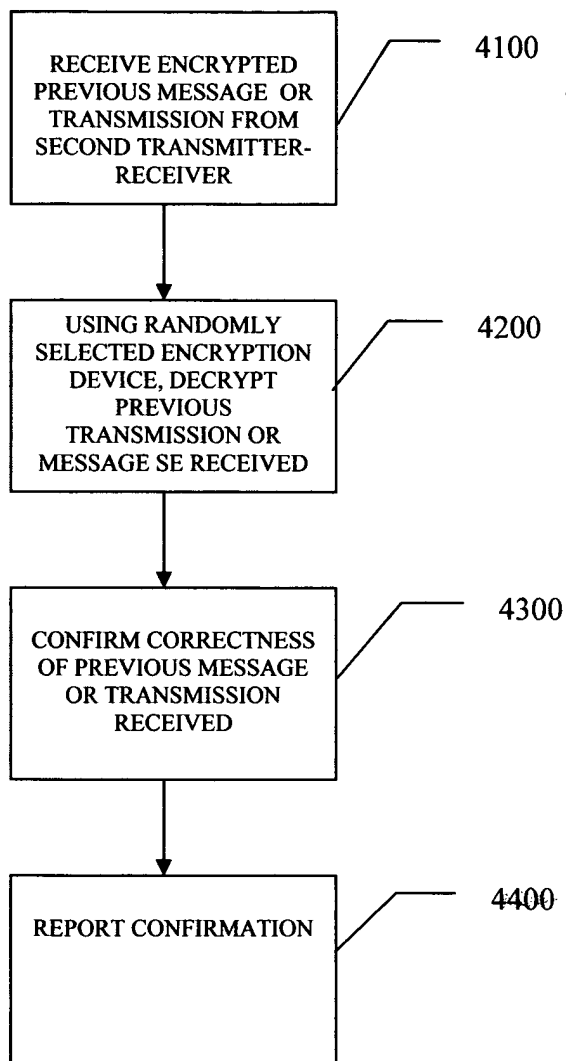 RECEIVE ENCRYPTED
PREVIOUS MESSAGE OR
TRANSMISSION FROM
SECOND TRANSMITTER-
RECEIVER
4100
USING RANDOMLY
SELECTED ENCRYPTION
DEVICE, DECRYPT
PREVIOUS
TRANSMISSION OR
MESSAGE SE RECEIVED
4200
CONFIRM CORRECTNESS
OF PREVIOUS MESSAGE
OR TRANSMISSION
RECEIVED
4300
REPORT CONFIRMATION
4400